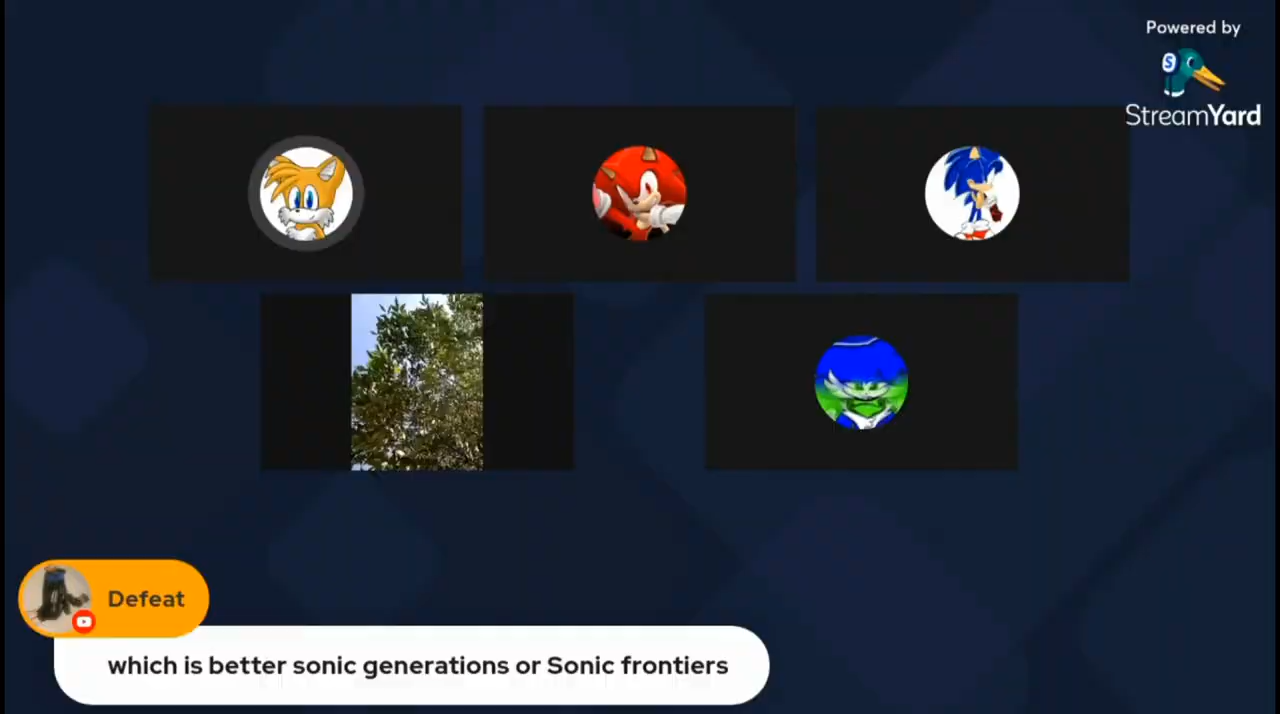 Powered by
StreamYard
Defeat
which is better sonic generations or Sonic frontiers